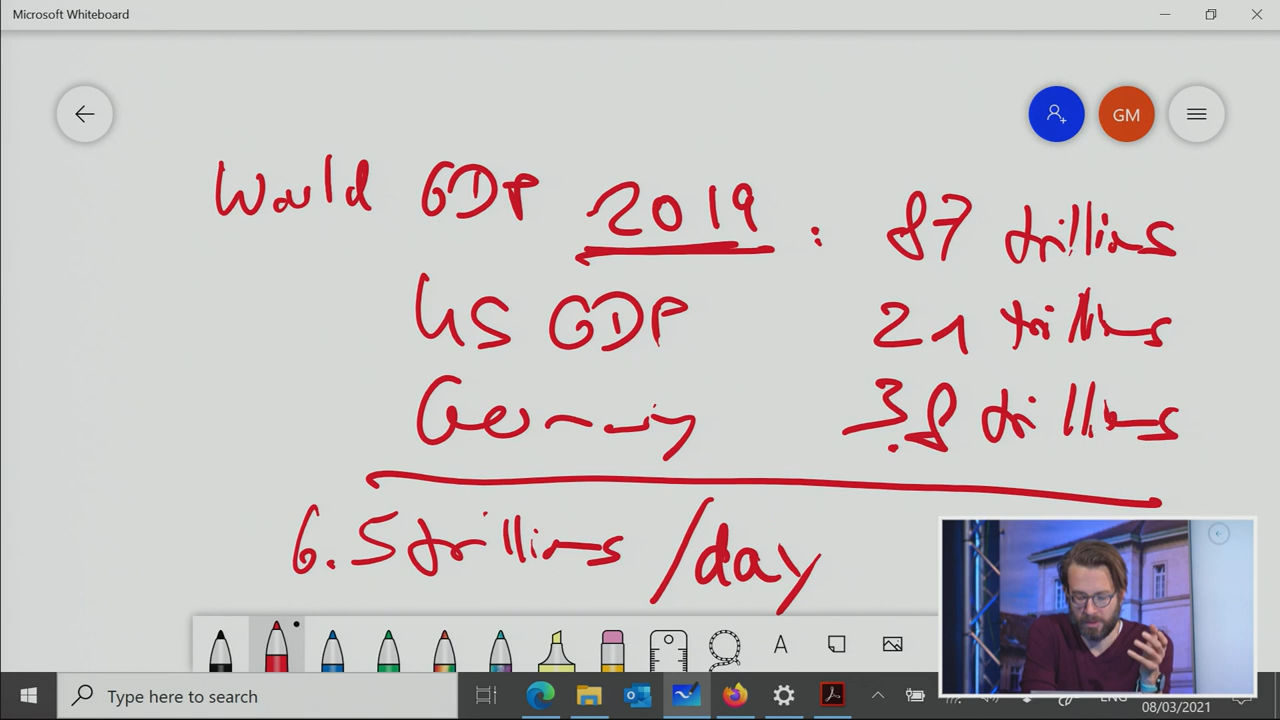 Microsoft Whiteboard
GM
World GDP 2019 : 87 trillions
US GDP 21 trillions
Germany 3.8 trillions
6.5 trillions /day
A
Type here to search
ENG
08/03/2021